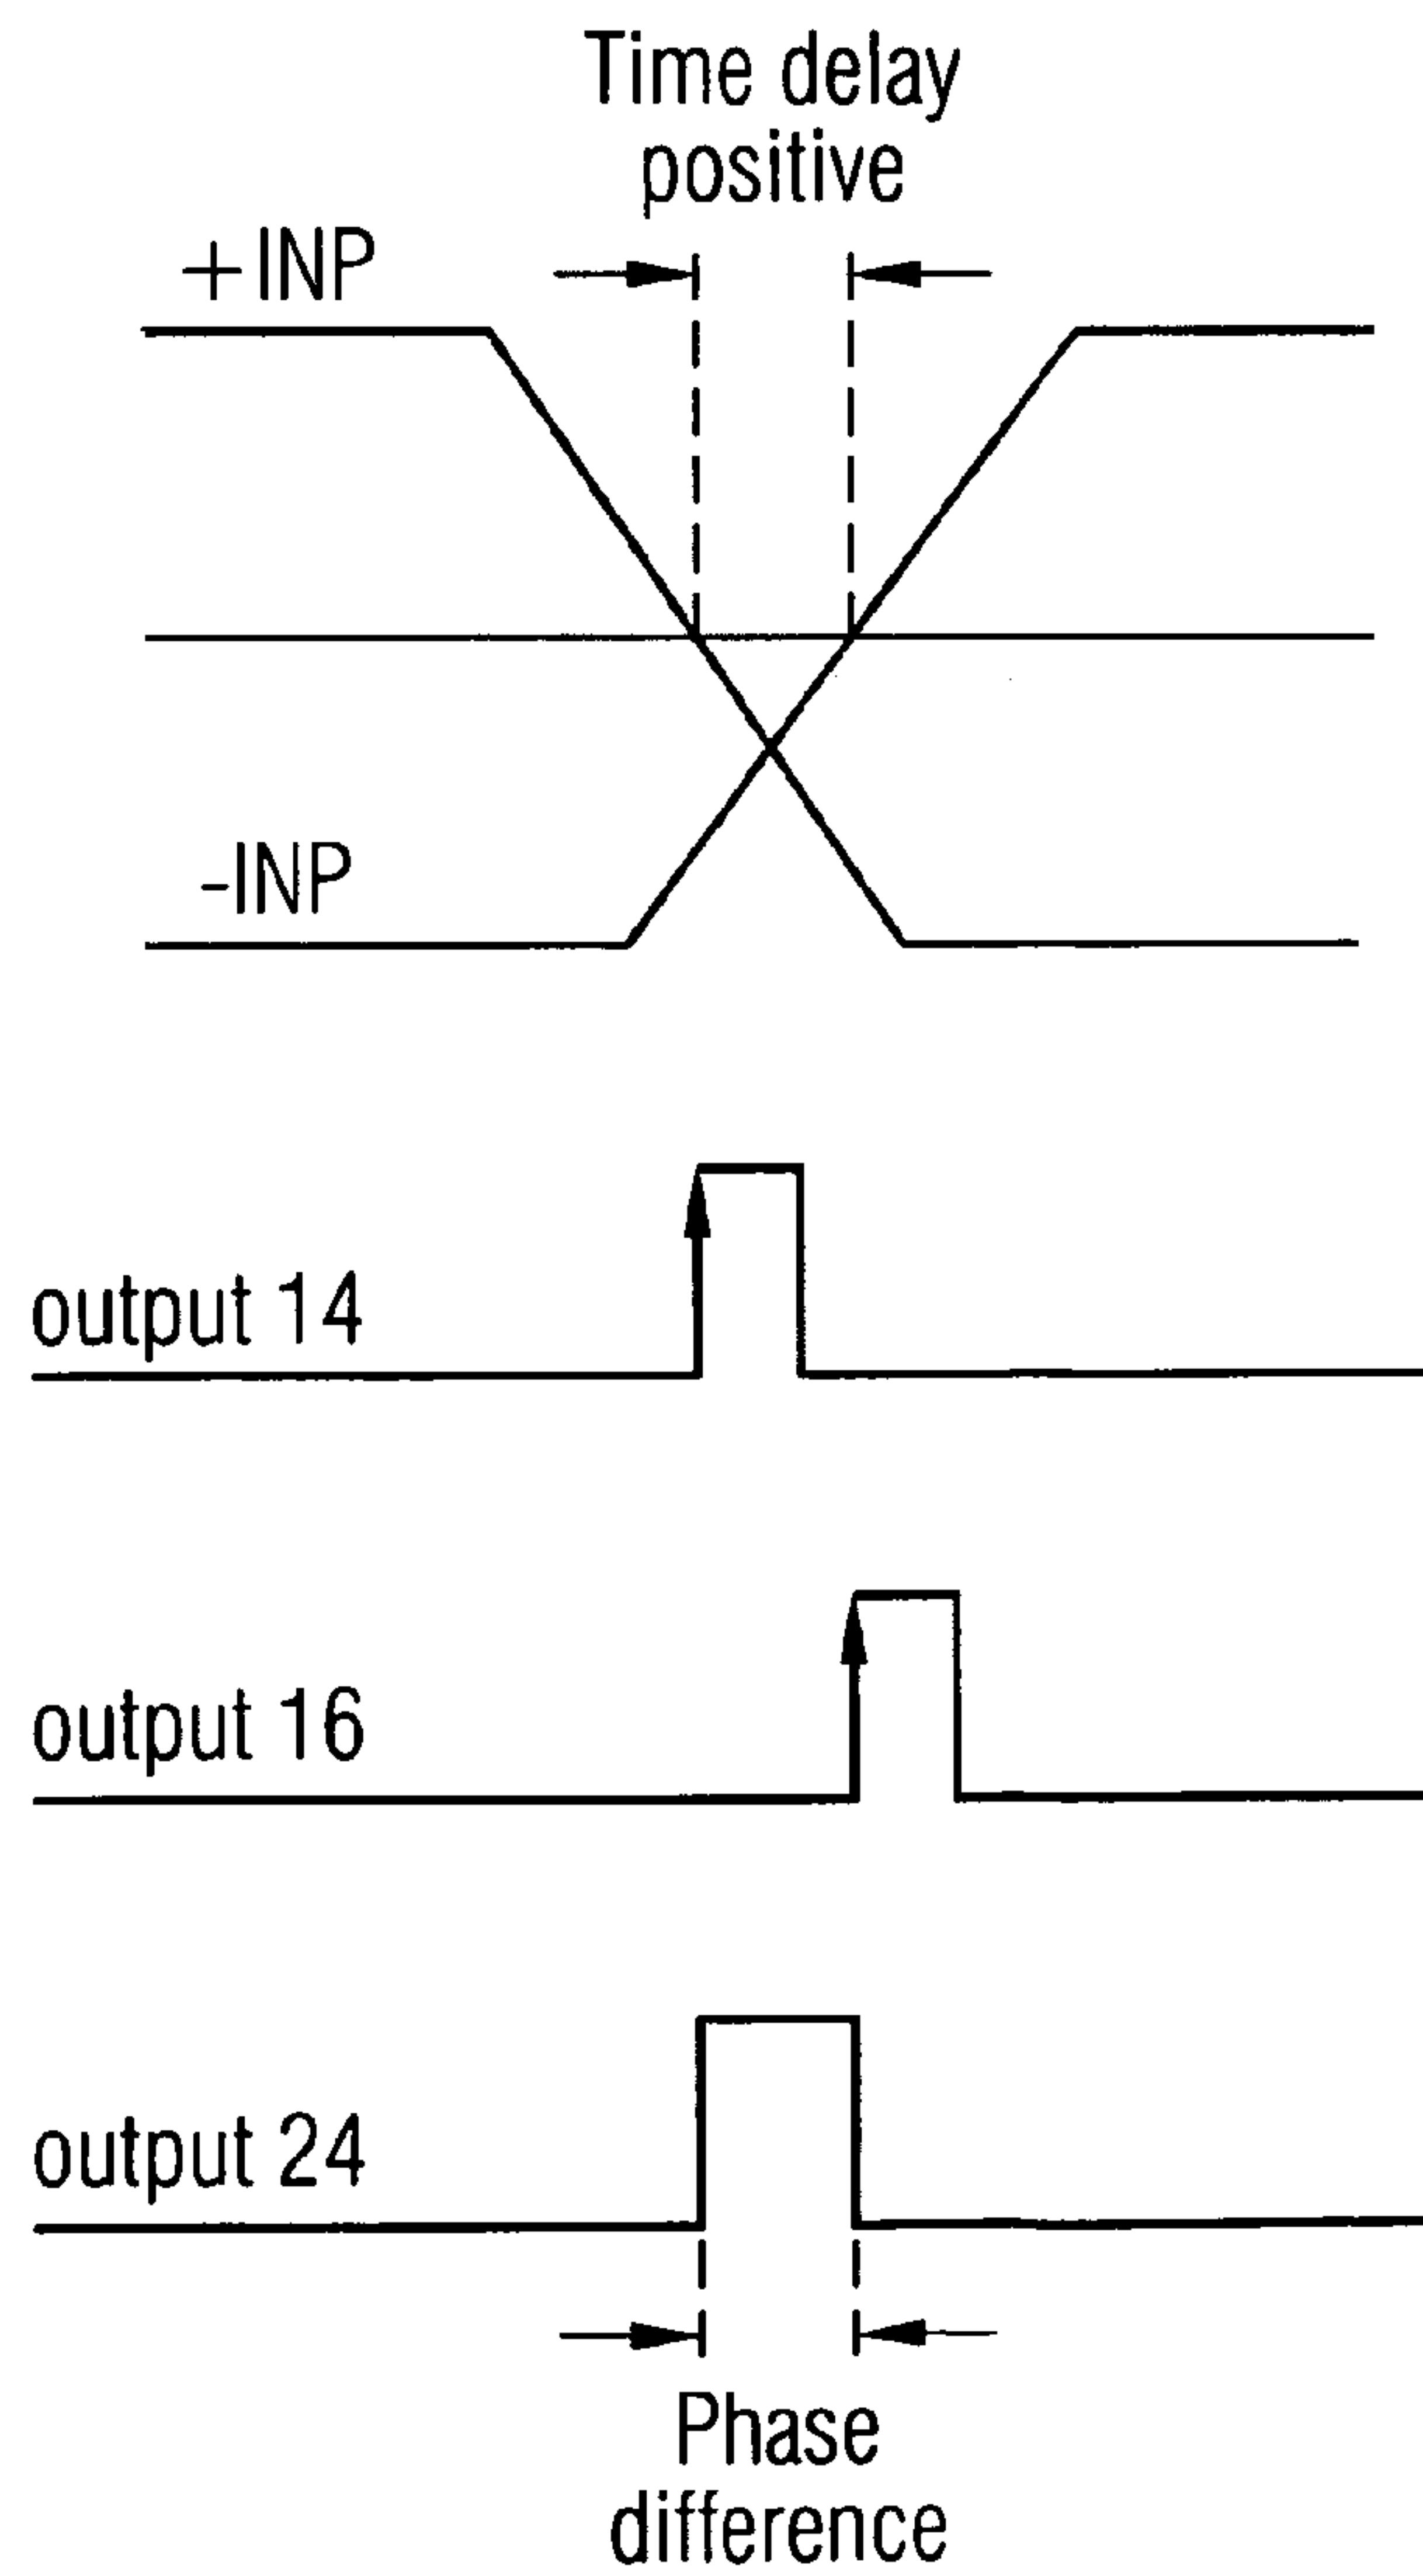 Time delay
positive
+INP
-INP
output 14
output 16
output 24
Phase
difference